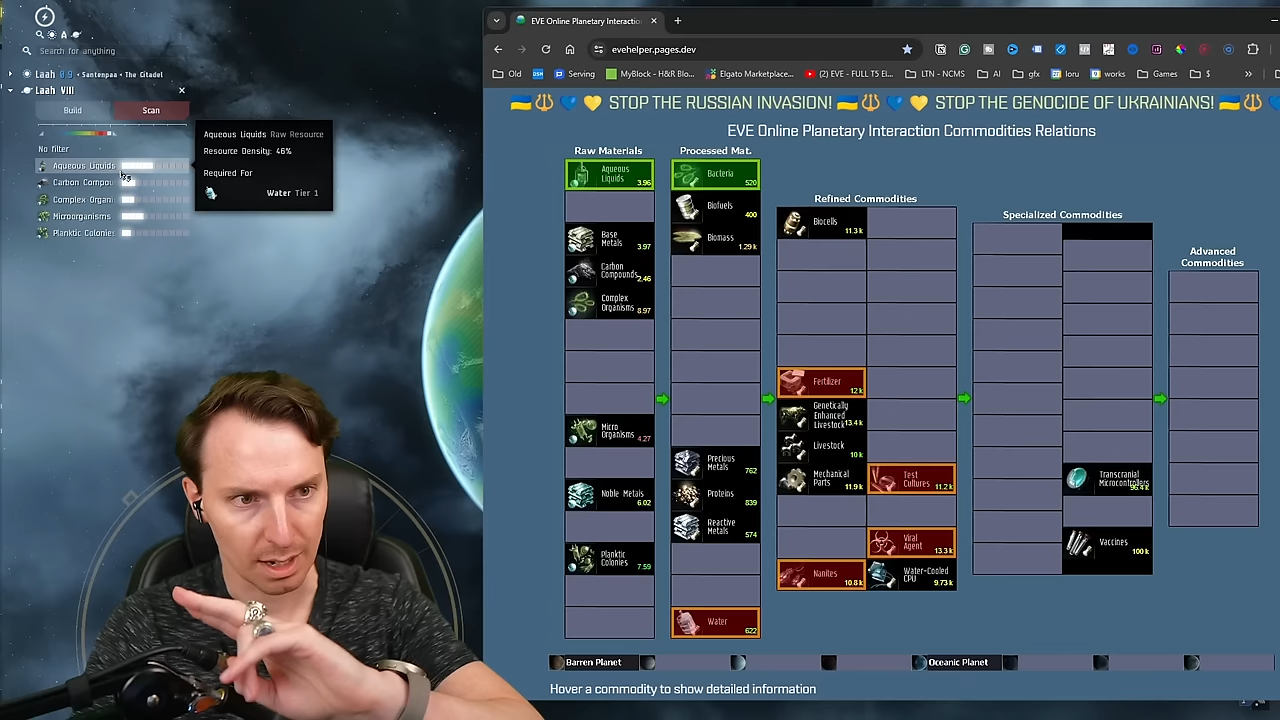 EVE Online Planetary Interactio
evehelper.pages.dev
Search for anything
Old
DSH
Serving
MyBlock - H&R Blo...
Elgato Marketplace...
(2) EVE - FULL T5 El...
LTN - NCMS
AI
gfx
loru
works
Games
$
»
Laah 0.9 · Santenpaa · The Citadel
Laah VIII
Build
Scan
No filter
Aqueous Liquids
Carbon Compou
Complex Organi
Microorganisms
Planktic Colonies
Aqueous Liquids Raw Resource
Resource Density: 46%
Required For
Water Tier 1
STOP THE RUSSIAN INVASION! STOP THE GENOCIDE OF UKRAINIANS!
EVE Online Planetary Interaction Commodities Relations
Raw Materials
Aqueous Liquids 3.96
Base Metals 3.97
Carbon Compounds 2.46
Complex Organisms 8.97
Micro Organisms 4.27
Noble Metals 6.02
Planktic Colonies 7.59
Processed Mat.
Bacteria 520
Biofuels 400
Biomass 1.29k
Precious Metals 762
Proteins 839
Reactive Metals 574
Water 622
Refined Commodities
Biocells 11.3k
Fertilizer 12k
Genetically Enhanced Livestock 13.4k
Livestock 10k
Mechanical Parts 11.9k
Nanites 10.8k
Test Cultures 11.2k
Viral Agent 13.3k
Water-Cooled CPU 9.73k
Specialized Commodities
Transcranial Microcontrollers
Vaccines 100k
Advanced Commodities
Barren Planet
Oceanic Planet
Hover a commodity to show detailed information